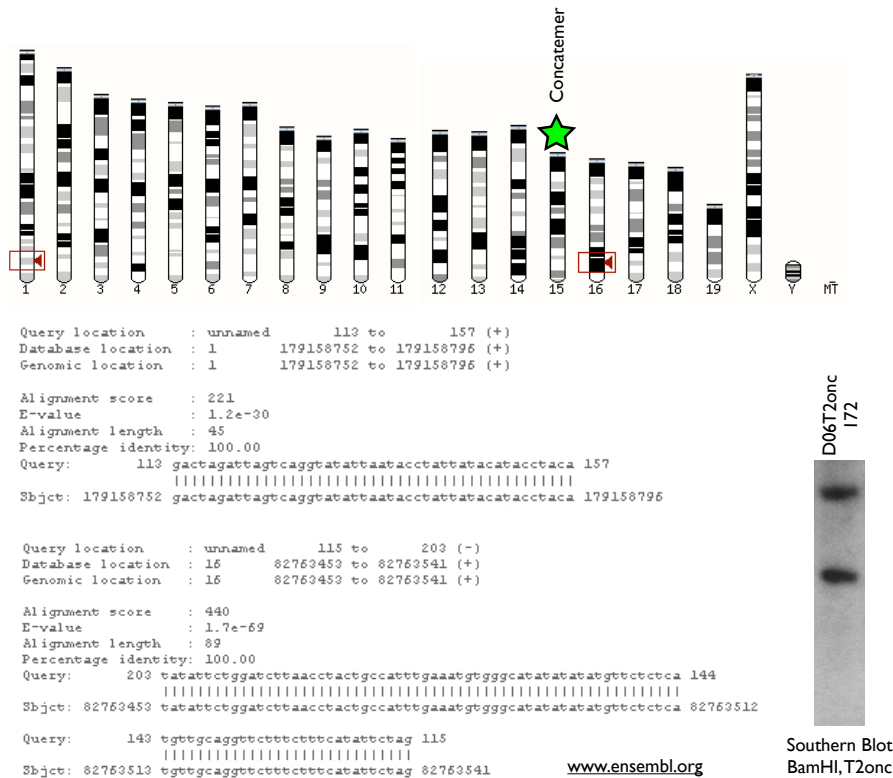 Concatemer
1 2 3 4 5 6 7 8 9 10 11 12 13 14 15 16 17 18 19 X Y MT
Query location : unnamed 113 to 157 (+)
Database location : 1 179158752 to 179158796 (+)
Genomic location : 1 179158752 to 179158796 (+)
Alignment score : 221
E-value : 1.2e-30
Alignment length : 45
Percentage identity: 100.00
Query: 113 gactagattagtcaggtatattaatacctattatacatacctaca 157
|||||||||||||||||||||||||||||||||||||||||||||
Sbjct: 179158752 gactagattagtcaggtatattaatacctattatacatacctaca 179158796
Query location : unnamed 115 to 203 (-)
Database location : 16 82763453 to 82763541 (+)
Genomic location : 16 82763453 to 82763541 (+)
Alignment score : 440
E-value : 1.7e-69
Alignment length : 89
Percentage identity: 100.00
Query: 203 tatattctggatcttaacctactgccatttgaaatgtgggcatatatatatgttctctca 144
||||||||||||||||||||||||||||||||||||||||||||||||||||||||||||
Sbjct: 82763453 tatattctggatcttaacctactgccatttgaaatgtgggcatatatatatgttctctca 82763512
Query: 143 tgttgcaggttctttctttcatattctag 115
|||||||||||||||||||||||||||||
Sbjct: 82763513 tgttgcaggttctttctttcatattctag 82763541
www.ensembl.org
D06T2onc
172
Southern Blot
BamHI, T2onc